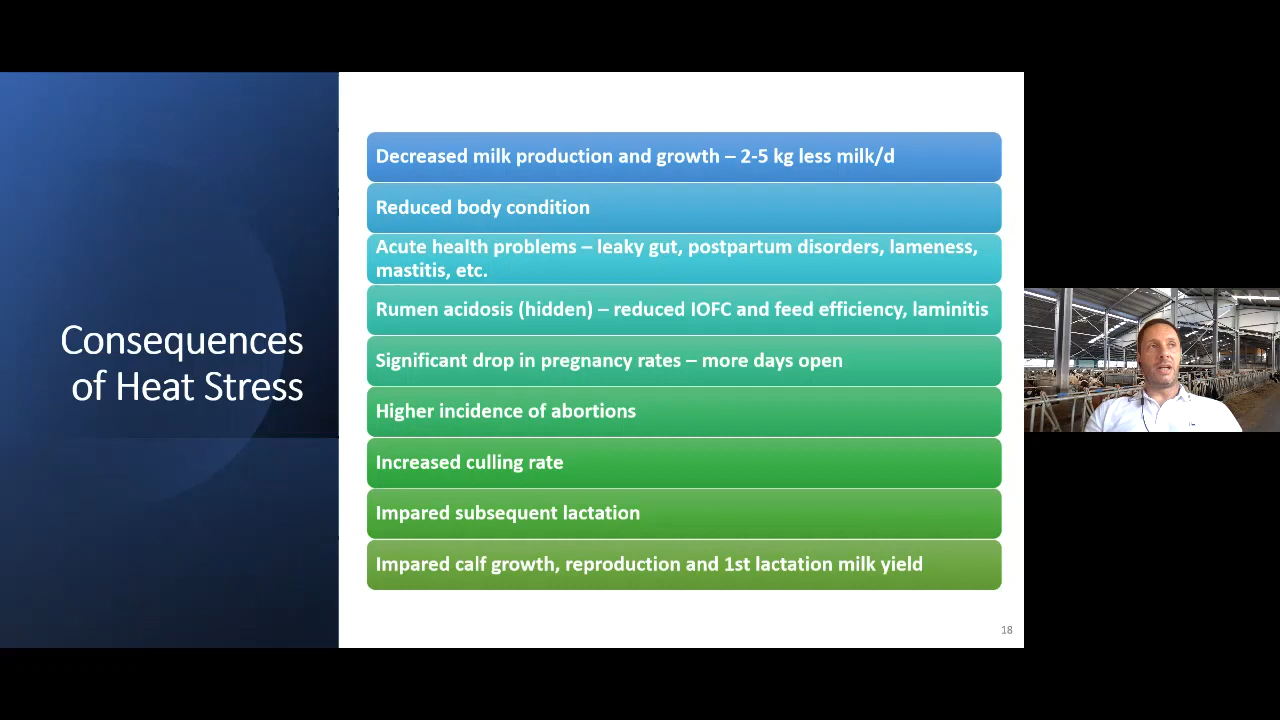 Consequences
of Heat Stress
Decreased milk production and growth – 2-5 kg less milk/d
Reduced body condition
Acute health problems – leaky gut, postpartum disorders, lameness,
mastitis, etc.
Rumen acidosis (hidden) – reduced IOFC and feed efficiency, laminitis
Significant drop in pregnancy rates – more days open
Higher incidence of abortions
Increased culling rate
Impared subsequent lactation
Impared calf growth, reproduction and 1st lactation milk yield
18